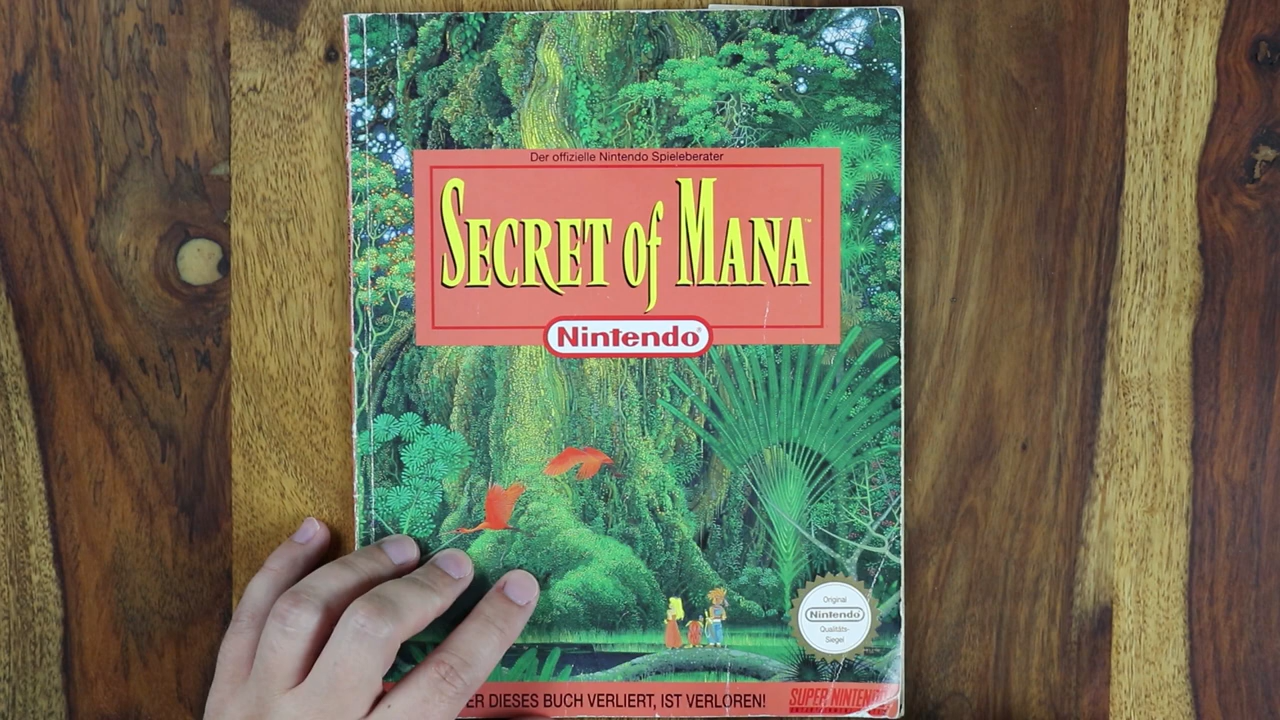 Der offizielle Nintendo Spieleberater
SECRET of MANA™
Nintendo®
Original
Nintendo
Qualitäts-
Siegel
ER DIESES BUCH VERLIERT, IST VERLOREN!
SUPER NINTENDO